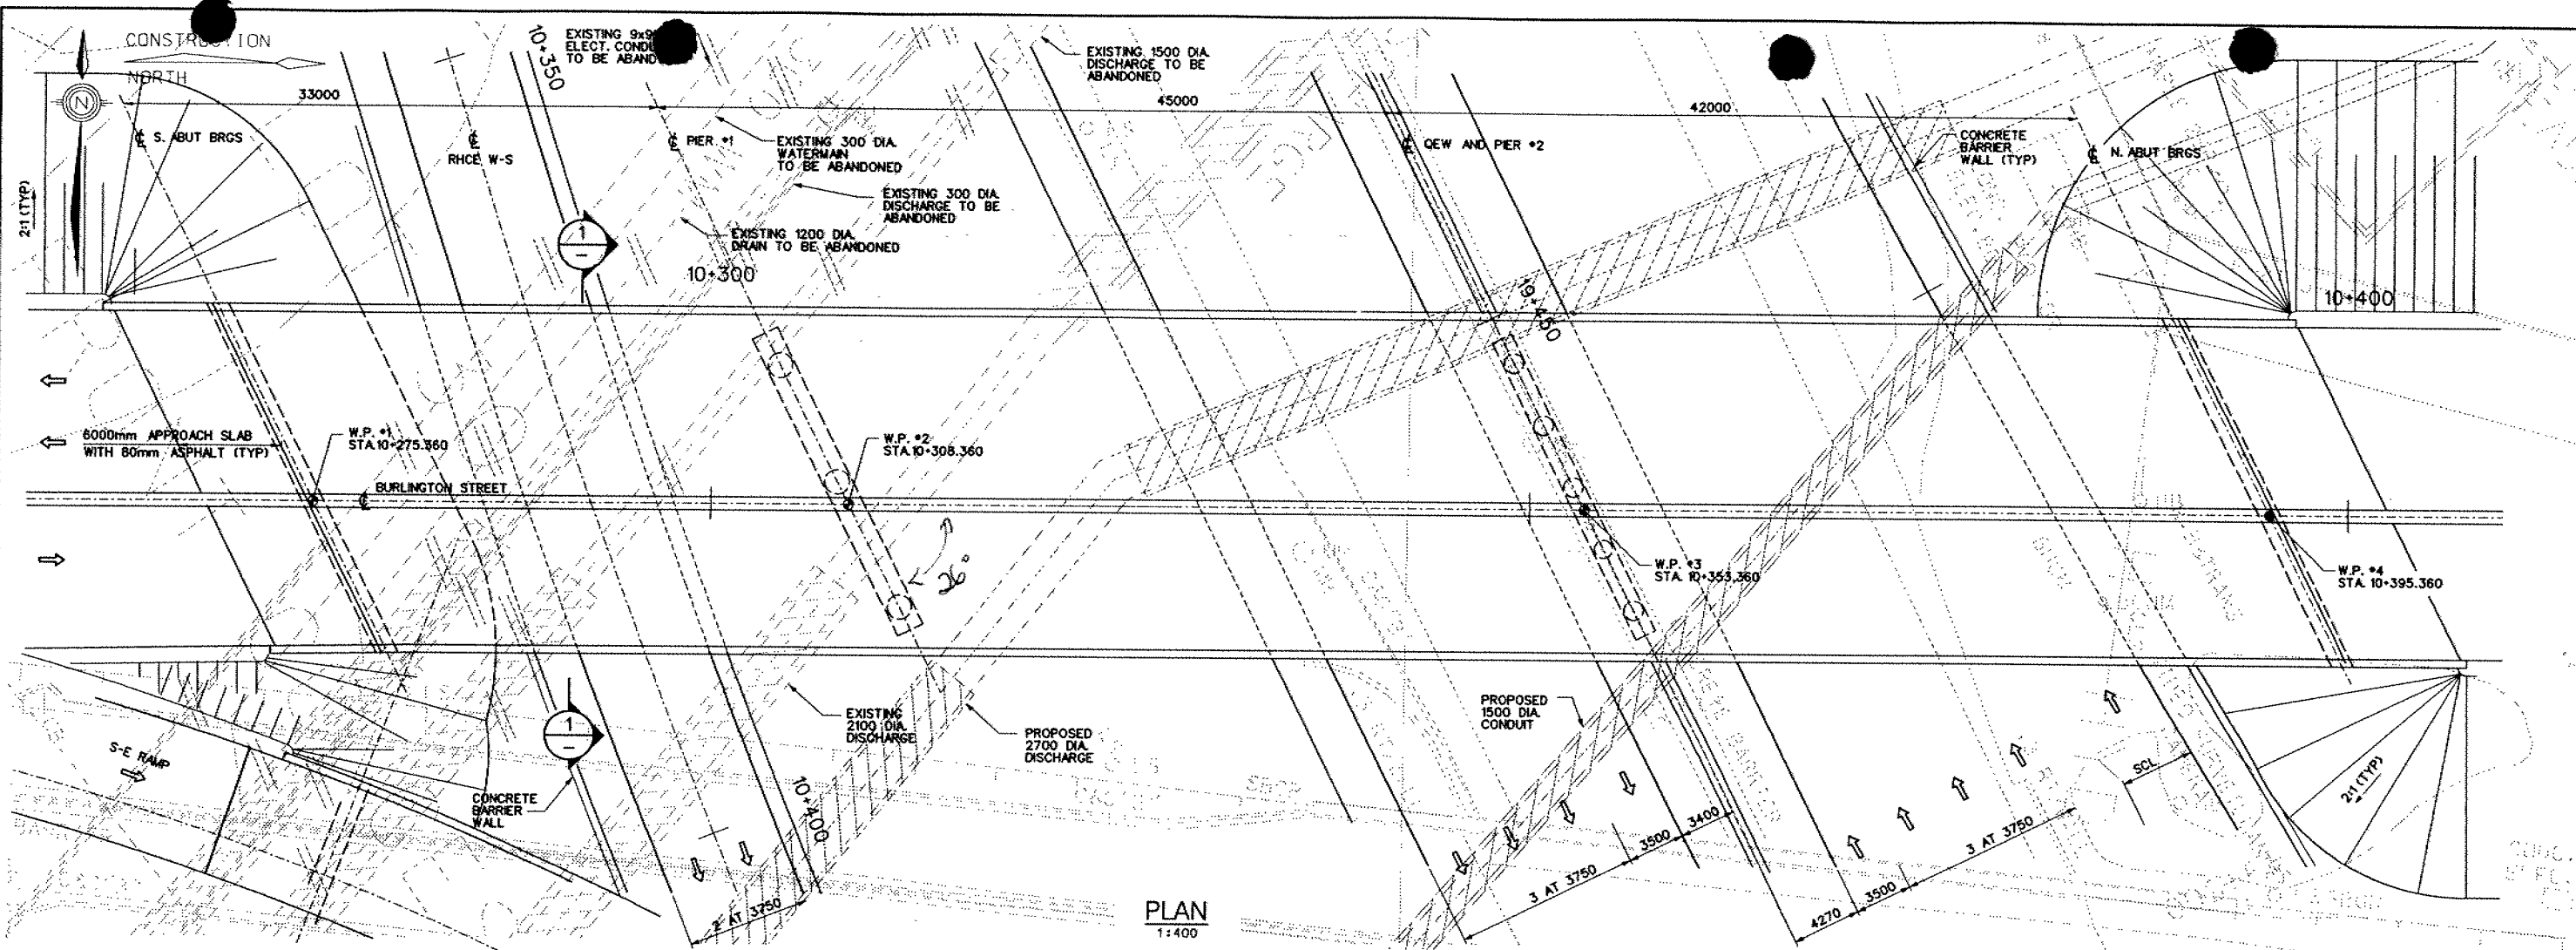 CONSTRUCTION
NORTH
N
EXISTING 9x9
ELECT. COND
TO BE ABAND
10+350
EXISTING 1500 DIA.
DISCHARGE TO BE
ABANDONED
33000
45000
42000
℄ S. ABUT BRGS
℄
RHCE W-S
℄ PIER #1
EXISTING 300 DIA.
WATERMAIN
TO BE ABANDONED
℄ QEW AND PIER #2
CONCRETE
BARRIER
WALL (TYP)
℄ N. ABUT BRGS
2:1 (TYP)
EXISTING 300 DIA.
DISCHARGE TO BE
ABANDONED
EXISTING 1200 DIA.
DRAIN TO BE ABANDONED
1
–
10+300
10+400
19+450
6000mm APPROACH SLAB
WITH 80mm ASPHALT (TYP)
W.P. #1
STA.10+275.360
W.P. #2
STA.10+308.360
℄ BURLINGTON STREET
26°
W.P. #3
STA. 10+353.360
W.P. #4
STA. 10+395.360
S-E RAMP
1
–
CONCRETE
BARRIER
WALL
EXISTING
2100 DIA.
DISCHARGE
PROPOSED
2700 DIA.
DISCHARGE
PROPOSED
1500 DIA.
CONDUIT
10+400
SCL
2:1 (TYP)
2 AT 3750
3 AT 3750
3500
3400
4270
3500
3 AT 3750
PLAN
1:400